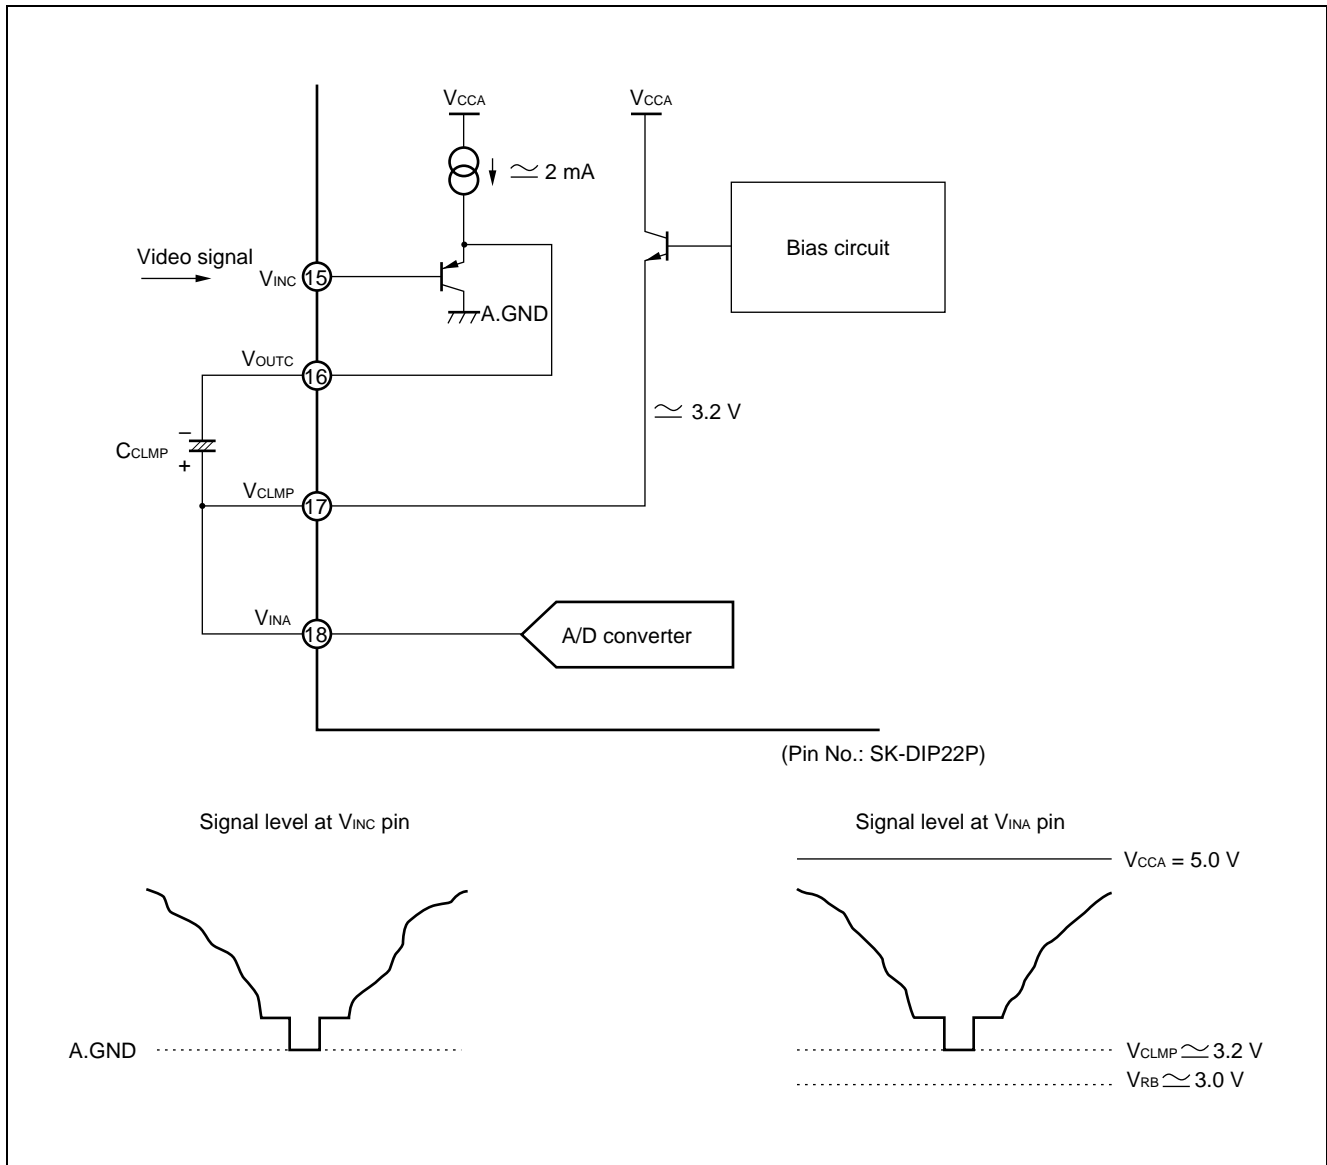 VCCA
VCCA
≃ 2 mA
Video signal
VINC 15
A.GND
Bias circuit
VOUTC 16
≃ 3.2 V
−
CCLMP
+
VCLMP 17
VINA 18
A/D converter
(Pin No.: SK-DIP22P)
Signal level at VINC pin
A.GND
Signal level at VINA pin
VCCA = 5.0 V
VCLMP ≃ 3.2 V
VRB ≃ 3.0 V